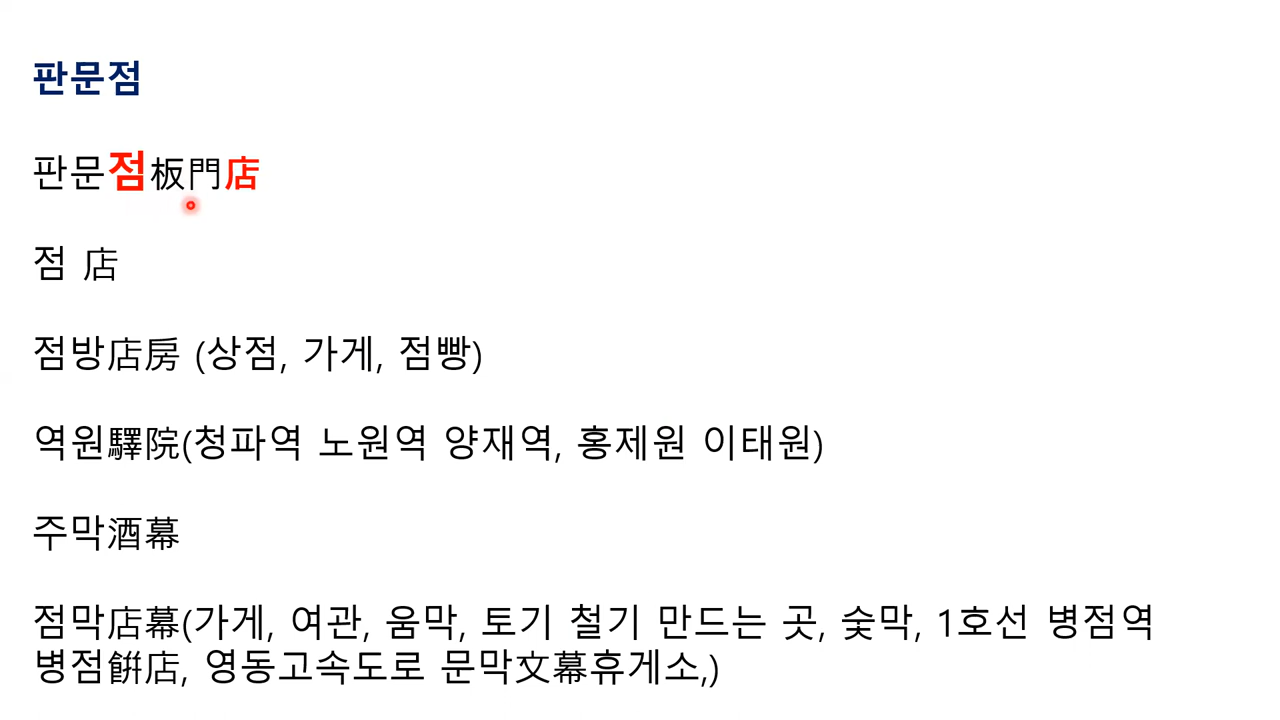 판문점
판문점板門店
점 店
점방店房 (상점, 가게, 점빵)
역원驛院(청파역 노원역 양재역, 홍제원 이태원)
주막酒幕
점막店幕(가게, 여관, 움막, 토기 철기 만드는 곳, 숯막, 1호선 병점역
병점餠店, 영동고속도로 문막文幕휴게소,)